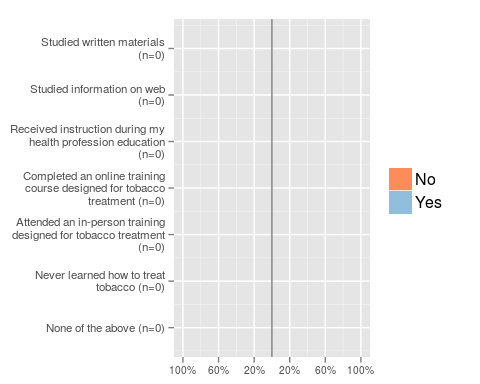 Studied written materials
(n=0)
Studied information on web
(n=0)
Received instruction during my
health profession education
(n=0)
Completed an online training
course designed for tobacco
treatment (n=0)
Attended an in-person training
designed for tobacco treatment
(n=0)
Never learned how to treat
tobacco (n=0)
None of the above (n=0)
100% 60% 20% 20% 60% 100%
No
Yes